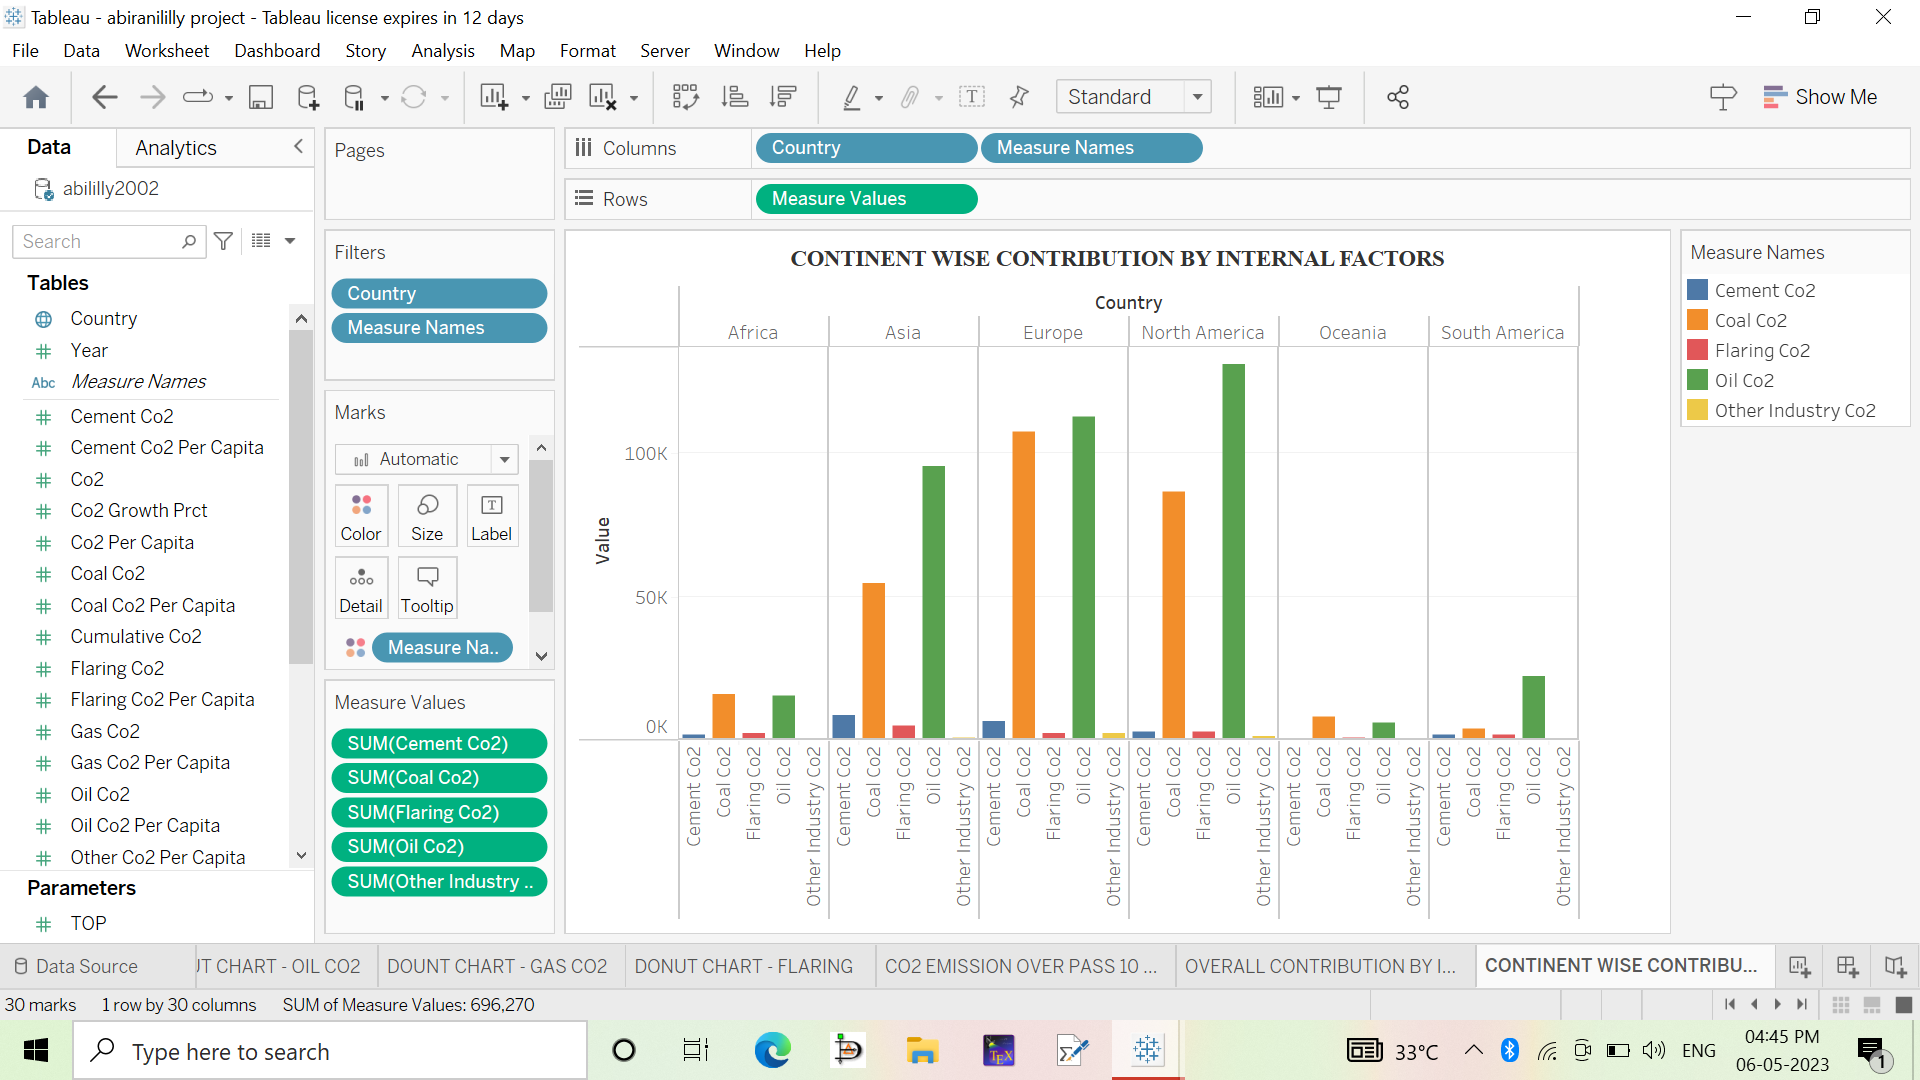 Tableau - abiranililly project - Tableau license expires in 12 days
File Data Worksheet Dashboard Story Analysis Map Format Server Window Help
Standard
Show Me
Data
Analytics
abililly2002
Search
Tables
Country
Year
Abc Measure Names
Cement Co2
Cement Co2 Per Capita
Co2
Co2 Growth Prct
Co2 Per Capita
Coal Co2
Coal Co2 Per Capita
Cumulative Co2
Flaring Co2
Flaring Co2 Per Capita
Gas Co2
Gas Co2 Per Capita
Oil Co2
Oil Co2 Per Capita
Other Co2 Per Capita
Parameters
TOP
Pages
Filters
Country
Measure Names
Marks
Automatic
Color Size Label
Detail Tooltip
Measure Na..
Measure Values
SUM(Cement Co2)
SUM(Coal Co2)
SUM(Flaring Co2)
SUM(Oil Co2)
SUM(Other Industry ..
Columns Country Measure Names
Rows Measure Values
CONTINENT WISE CONTRIBUTION BY INTERNAL FACTORS
Country
Africa Asia Europe North America Oceania South America
Value
100K
50K
0K
Cement Co2 Coal Co2 Flaring Co2 Oil Co2 Other Industry Co2
Cement Co2 Coal Co2 Flaring Co2 Oil Co2 Other Industry Co2
Cement Co2 Coal Co2 Flaring Co2 Oil Co2 Other Industry Co2
Cement Co2 Coal Co2 Flaring Co2 Oil Co2 Other Industry Co2
Cement Co2 Coal Co2 Flaring Co2 Oil Co2 Other Industry Co2
Cement Co2 Coal Co2 Flaring Co2 Oil Co2 Other Industry Co2
Measure Names
Cement Co2
Coal Co2
Flaring Co2
Oil Co2
Other Industry Co2
Data Source
UT CHART - OIL CO2
DOUNT CHART - GAS CO2
DONUT CHART - FLARING
CO2 EMISSION OVER PASS 10 ...
OVERALL CONTRIBUTION BY I...
CONTINENT WISE CONTRIBU...
30 marks 1 row by 30 columns SUM of Measure Values: 696,270
Type here to search
TEX
33°C
ENG
04:45 PM
06-05-2023
1